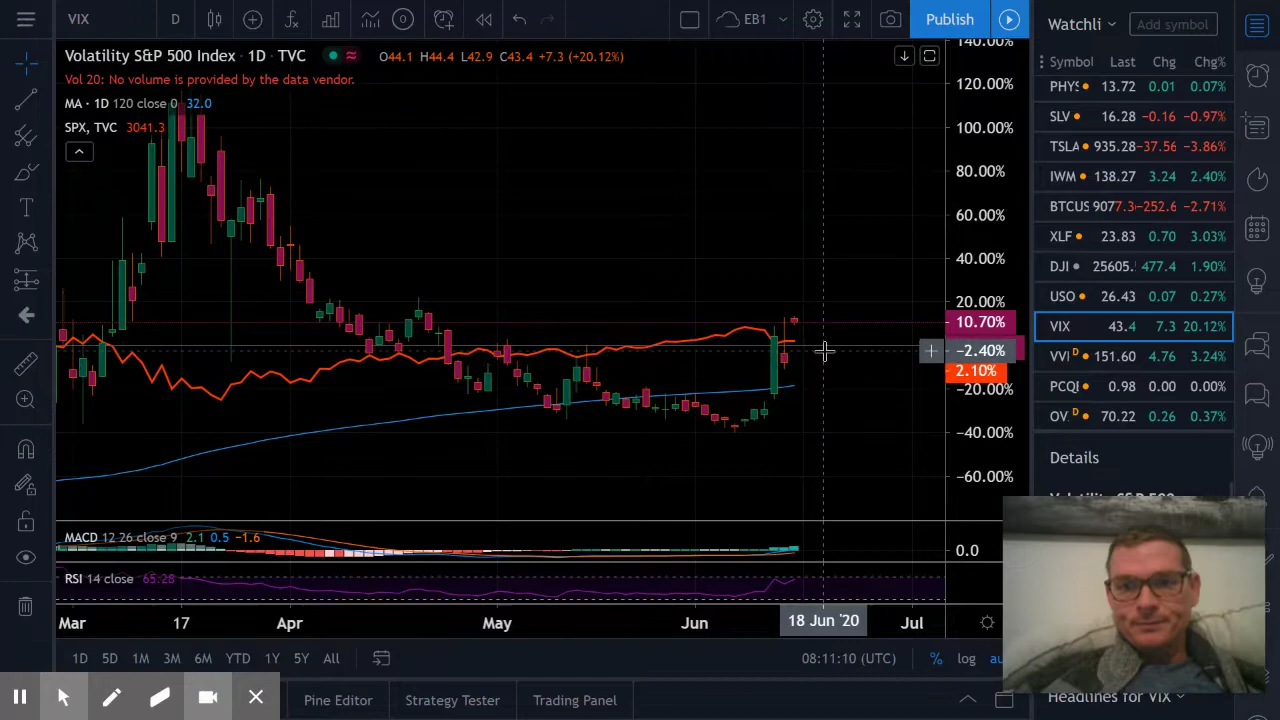 VIX D EB1 Publish
Volatility S&P 500 Index · 1D · TVC O44.1 H44.4 L42.9 C43.4 +7.3 (+20.12%)
Vol 20: No volume is provided by the data vendor.
MA · 1D 120 close 0 32.0
SPX, TVC 3041.3
140.00%
120.00%
100.00%
80.00%
60.00%
40.00%
20.00%
10.70%
−2.40%
2.10%
−20.00%
−40.00%
−60.00%
MACD 12 26 close 9 2.1 0.5 −1.6
0.0
RSI 14 close 65.28
Mar 17 Apr May Jun 18 Jun '20 Jul
1D 5D 1M 3M 6M YTD 1Y 5Y All 08:11:10 (UTC) % log au
Pine Editor Strategy Tester Trading Panel
Watchli Add symbol
Symbol Last Chg Chg%
PHYS 13.72 0.01 0.07%
SLV 16.28 −0.16 −0.97%
TSLA 935.28 −37.56 −3.86%
IWM 138.27 3.24 2.40%
BTCUS 9077.3 −252.6 −2.71%
XLF 23.83 0.70 3.03%
DJI 25605. 477.4 1.90%
USO 26.43 0.07 0.27%
VIX 43.4 7.3 20.12%
VVI D 151.60 4.76 3.24%
PCQI 0.98 0.00 0.00%
OV. D 70.22 0.26 0.37%
Details
Headlines for VIX